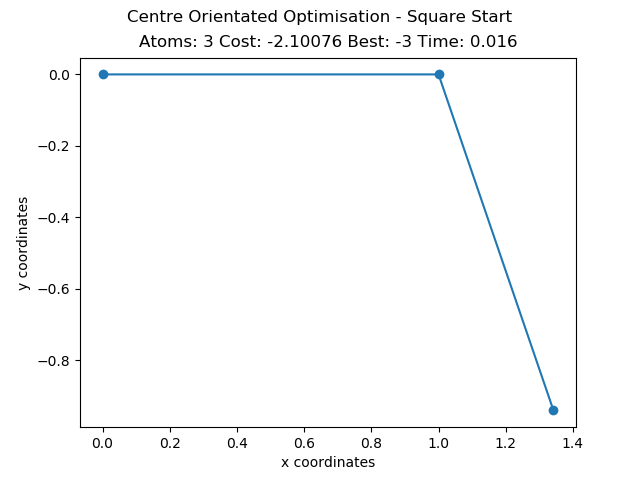 Centre Orientated Optimisation - Square Start
Atoms: 3 Cost: -2.10076 Best: -3 Time: 0.016
0.0
−0.2
−0.4
−0.6
−0.8
y coordinates
0.0 0.2 0.4 0.6 0.8 1.0 1.2 1.4
x coordinates